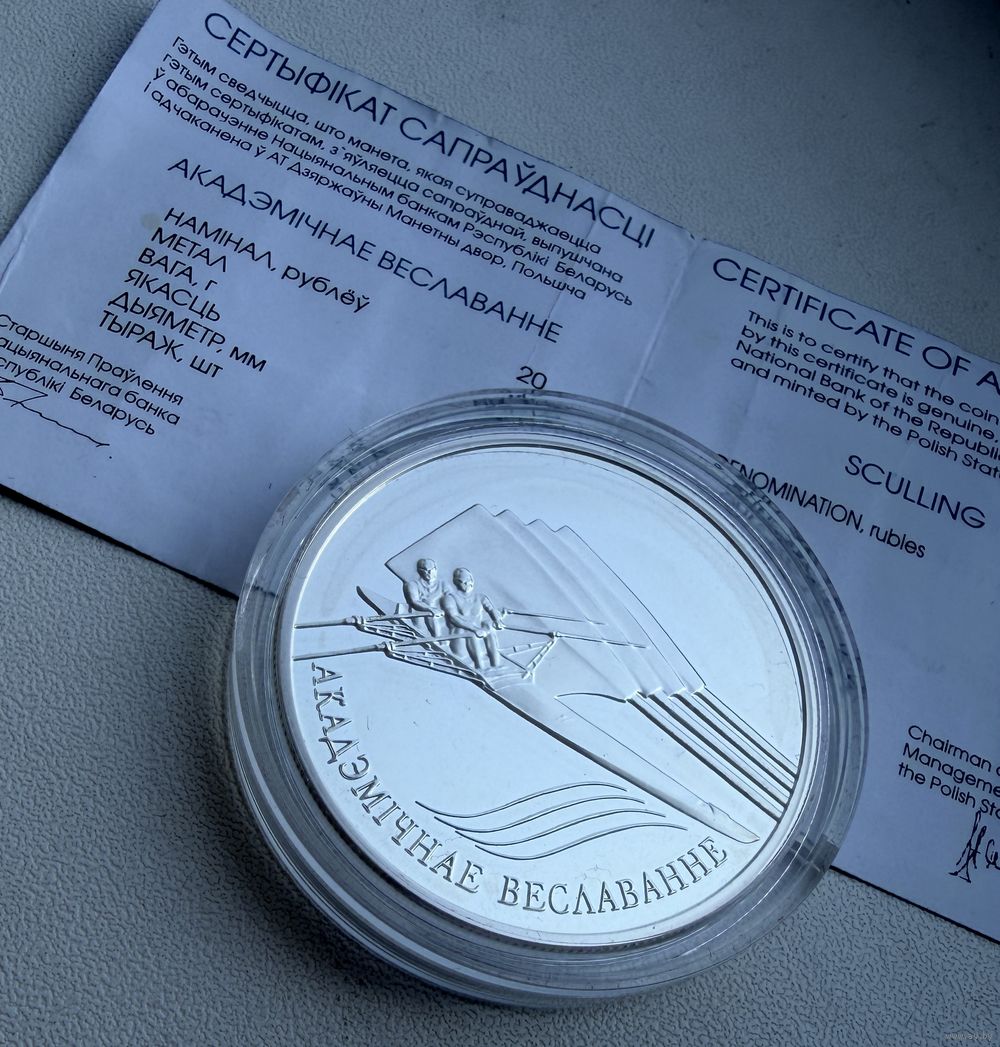 СЕРТЫФІКАТ САПРАЎДНАСЦІ
Гэтым сведчыцца, што манета, якая суправаджаецца
гэтым сертыфікатам, з'яўляецца сапраўднай, выпушчана
ў абарачэнне Нацыянальным банкам Рэспублікі Беларусь
і адчаканена ў АТ Дзяржаўны Манетны двор, Польшча
АКАДЭМІЧНАЕ ВЕСЛАВАННЕ
НАМІНАЛ, рублёў 20
МЕТАЛ
ВАГА, г
ЯКАСЦЬ
ДЫЯМЕТР, мм
ТЫРАЖ, шт
Старшыня Праўлення
ацыянальнага банка
спублікі Беларусь
CERTIFICATE OF A
This is to certify that the coin
by this certificate is genuine,
National Bank of the Republi
and minted by the Polish Stat
SCULLING
DENOMINATION, rubles
Chairman
Manageme
the Polish Sta
АКАДЭМІЧНАЕ ВЕСЛАВАННЕ